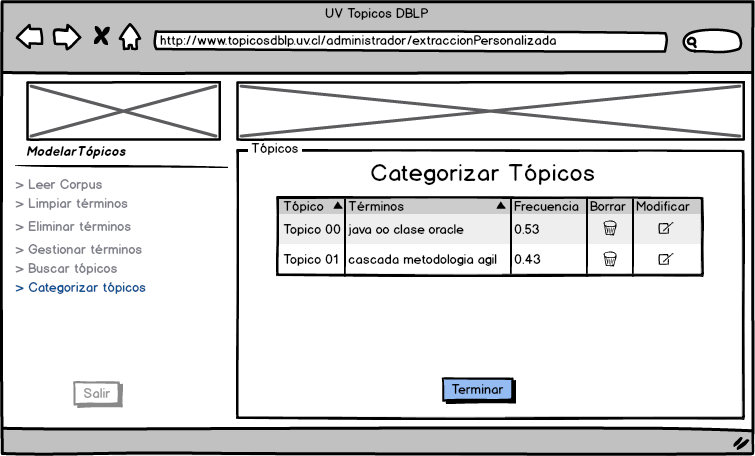 UV Topicos DBLP
http://www.topicosdblp.uv.cl/administrador/extraccionPersonalizada
Modelar Tópicos
> Leer Corpus
> Limpiar términos
> Eliminar términos
> Gestionar términos
> Buscar tópicos
> Categorizar tópicos
Salir
Tópicos
Categorizar Tópicos
Tópico Términos Frecuencia Borrar Modificar
Topico 00 java oo clase oracle 0.53
Topico 01 cascada metodologia agil 0.43
Terminar